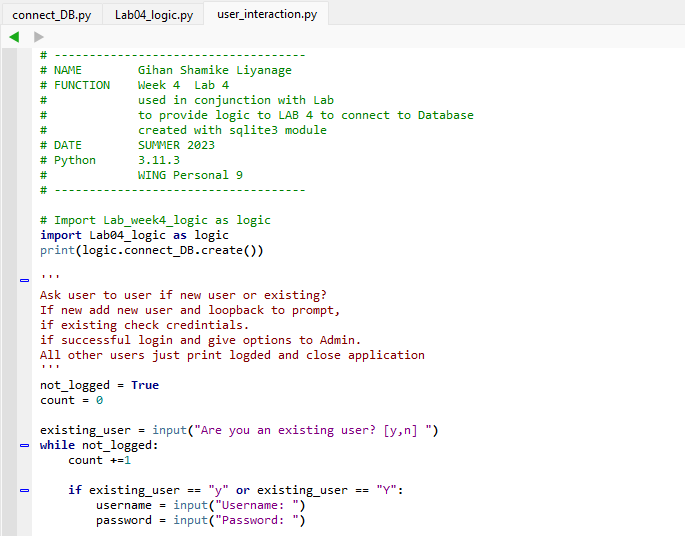 connect_DB.py Lab04_logic.py user_interaction.py
# ------------------------------------
# NAME        Gihan Shamike Liyanage
# FUNCTION    Week 4  Lab 4
#             used in conjunction with Lab
#             to provide logic to LAB 4 to connect to Database
#             created with sqlite3 module
# DATE        SUMMER 2023
# Python      3.11.3
#             WING Personal 9
# ------------------------------------
# Import Lab_week4_logic as logic
import Lab04_logic as logic
print(logic.connect_DB.create())
'''
Ask user to user if new user or existing?
If new add new user and loopback to prompt,
if existing check credintials.
if successful login and give options to Admin.
All other users just print logded and close application
'''
not_logged = True
count = 0
existing_user = input("Are you an existing user? [y,n] ")
while not_logged:
    count +=1
    if existing_user == "y" or existing_user == "Y":
        username = input("Username: ")
        password = input("Password: ")